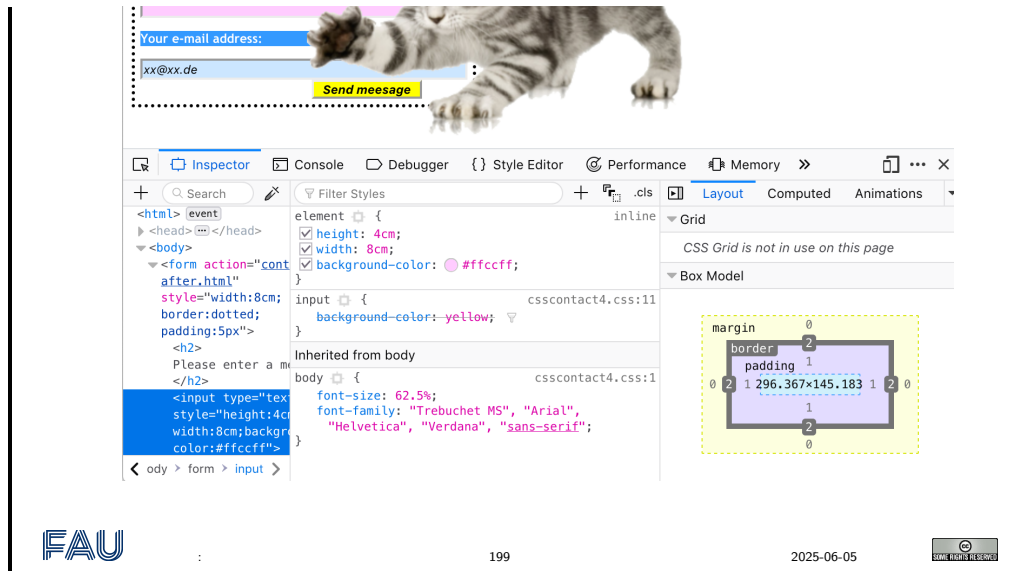 Your e-mail address:
xx@xx.de
Send meesage
Inspector Console Debugger { } Style Editor Performance Memory
Search
Filter Styles
.cls
Layout Computed Animations
<html> event
<head> ⋯ </head>
<body>
<form action="cont
after.html"
style="width:8cm;
border:dotted;
padding:5px">
<h2>
Please enter a me
</h2>
<input type="text
style="height:4cm
width:8cm;backgro
color:#ffccff">
ody > form > input
element { inline
height: 4cm;
width: 8cm;
background-color: #ffccff;
}
input { csscontact4.css:11
background-color: yellow;
}
Inherited from body
body { csscontact4.css:1
font-size: 62.5%;
font-family: "Trebuchet MS", "Arial",
"Helvetica", "Verdana", "sans-serif";
}
Grid
CSS Grid is not in use on this page
Box Model
margin 0
border 2
padding 1
0 2 1 296.367×145.183 1 2 0
1
2
0
FAU
: 199 2025-06-05
cc
SOME RIGHTS RESERVED